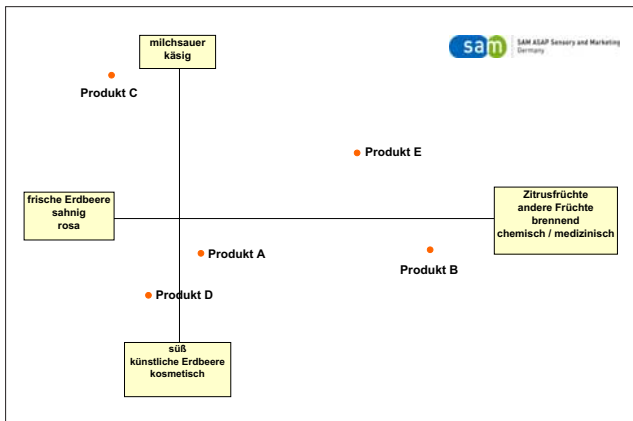 milchsauer
käsig
sam
SAM ASAP Sensory and Marketing
Germany
Produkt C
Produkt E
frische Erdbeere
sahnig
rosa
Zitrusfrüchte
andere Früchte
brennend
chemisch / medizinisch
Produkt A
Produkt B
Produkt D
süß
künstliche Erdbeere
kosmetisch